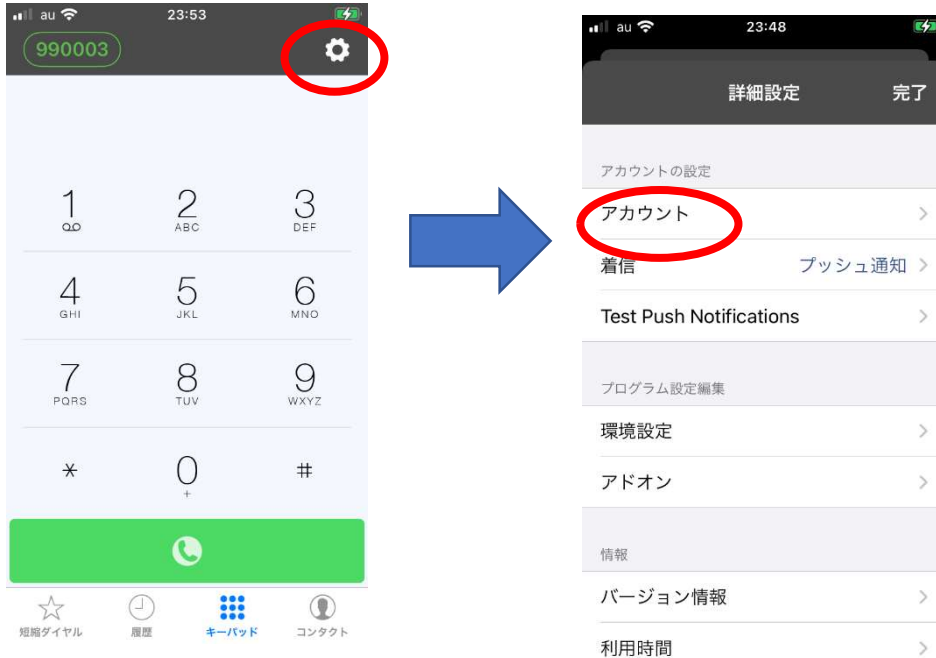 au 23:53
990003
1
2 ABC
3 DEF
4 GHI
5 JKL
6 MNO
7 PQRS
8 TUV
9 WXYZ
* 0 #
+
短縮ダイヤル 履歴 キーパッド コンタクト
au 23:48
詳細設定 完了
アカウントの設定
アカウント
着信 プッシュ通知
Test Push Notifications
プログラム設定編集
環境設定
アドオン
情報
バージョン情報
利用時間